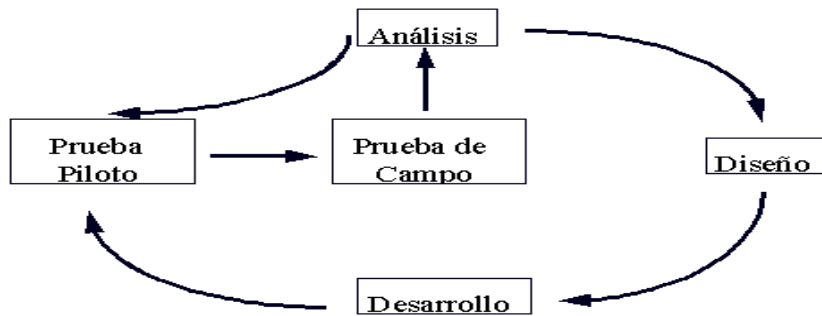 Análisis
Prueba
Piloto
Prueba de
Campo
Diseño
Desarrollo